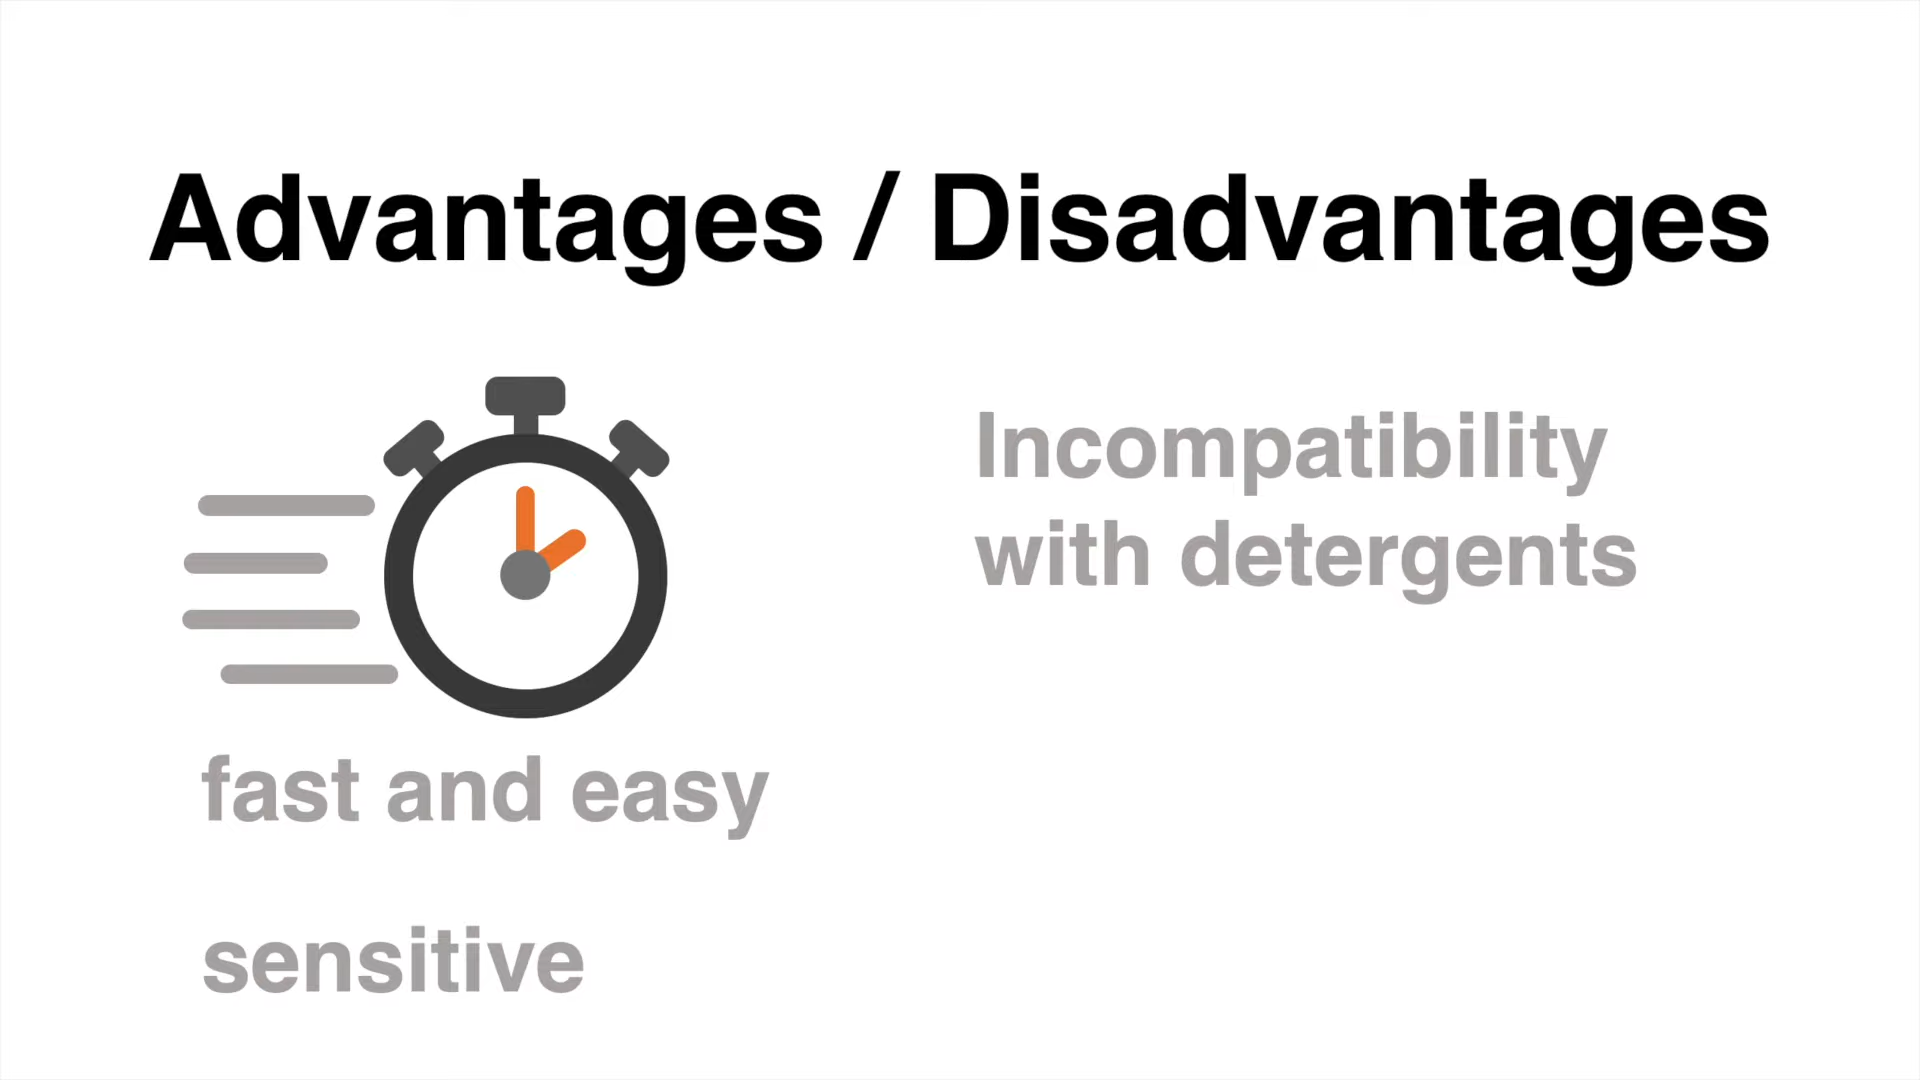 Advantages / Disadvantages
fast and easy
sensitive
Incompatibility
with detergents